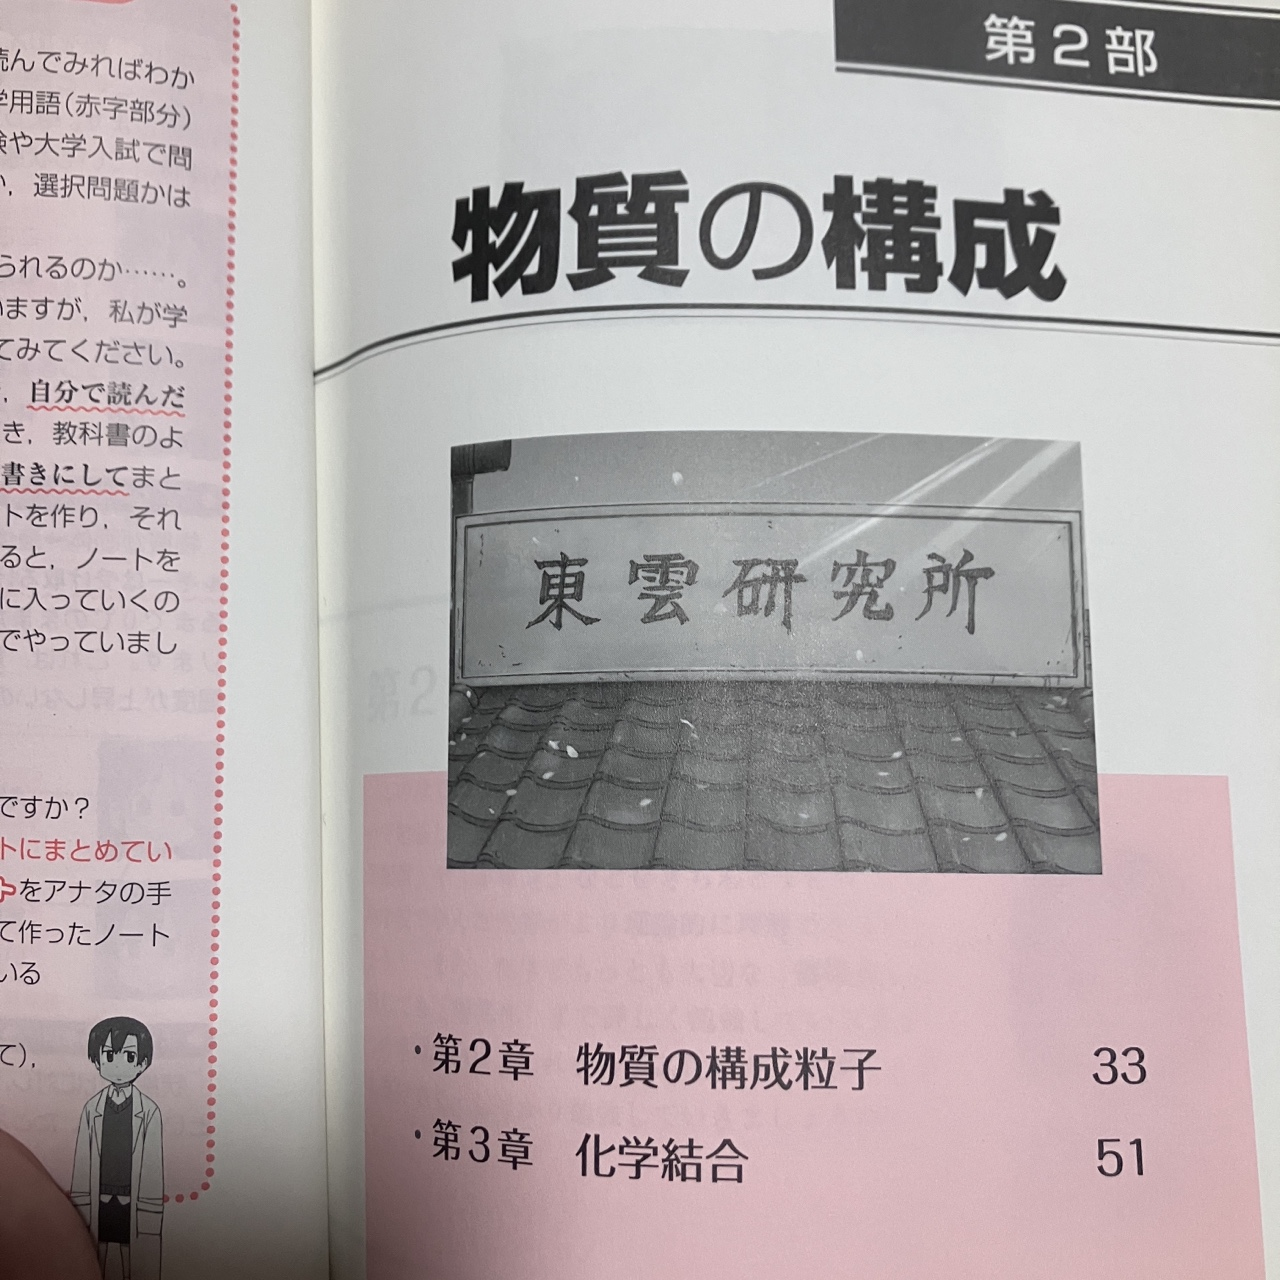 読んでみればわか
学用語(赤字部分)
験や大学入試で問
か，選択問題かは
られるのか……。
いますが，私が学
てみてください。
，自分で読んだ
き，教科書のよ
書きにしてまと
トを作り，それ
ると，ノートを
に入っていくの
でやっていまし
ですか？
トにまとめてい
をアナタの手
て作ったノート
いる
て)，
第2部
物質の構成
東雲研究所
・第2章 物質の構成粒子 33
・第3章 化学結合 51